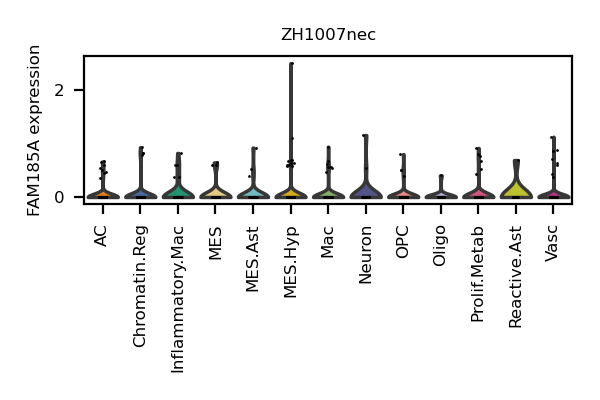 ZH1007nec
FAM185A expression
2
0
AC
Chromatin.Reg
Inflammatory.Mac
MES
MES.Ast
MES.Hyp
Mac
Neuron
OPC
Oligo
Prolif.Metab
Reactive.Ast
Vasc